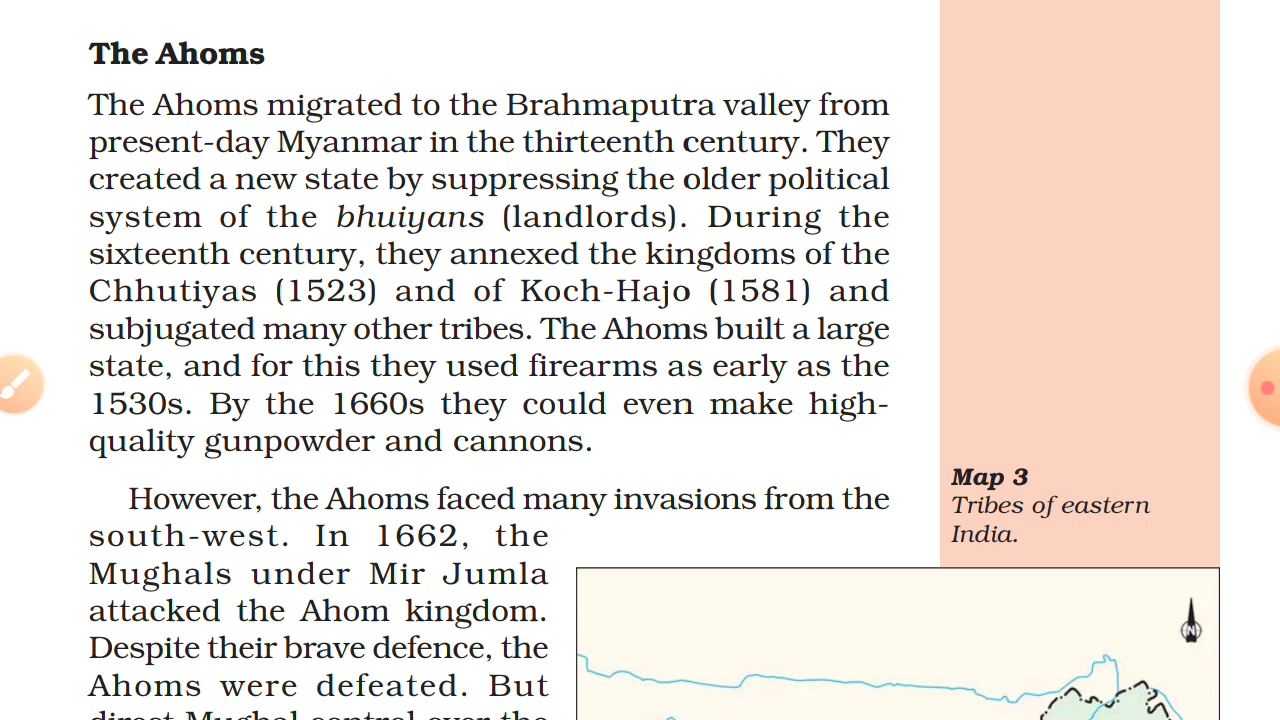 The Ahoms
The Ahoms migrated to the Brahmaputra valley from
present-day Myanmar in the thirteenth century. They
created a new state by suppressing the older political
system of the bhuiyans (landlords). During the
sixteenth century, they annexed the kingdoms of the
Chhutiyas (1523) and of Koch-Hajo (1581) and
subjugated many other tribes. The Ahoms built a large
state, and for this they used firearms as early as the
1530s. By the 1660s they could even make high-
quality gunpowder and cannons.
However, the Ahoms faced many invasions from the
south-west. In 1662, the
Mughals under Mir Jumla
attacked the Ahom kingdom.
Despite their brave defence, the
Ahoms were defeated. But
direct Mughal control over the
Map 3
Tribes of eastern
India.
N